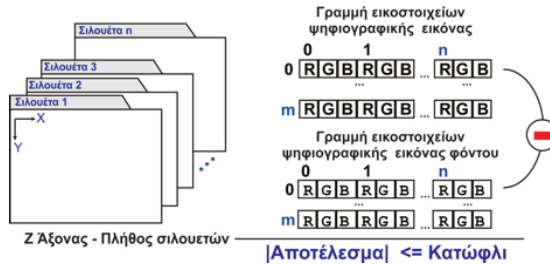 Σιλουέτα n
Σιλουέτα 3
Σιλουέτα 2
Σιλουέτα 1
X
Y
Z Άξονας - Πλήθος σιλουετών
Γραμμή εικοστοιχείων
ψηφιογραφικής εικόνας
0 1 n
0 R G B R G B ... R G B
...
m R G B R G B ... R G B
Γραμμή εικοστοιχείων
ψηφιογραφικής εικόνας φόντου
0 1 n
0 R G B R G B ... R G B
...
m R G B R G B ... R G B
|Αποτέλεσμα| <= Κατώφλι